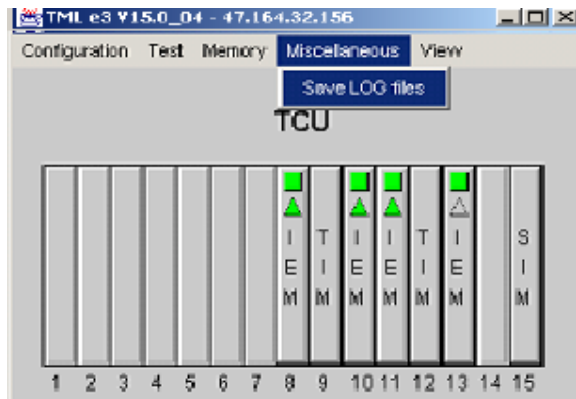 TML e3 V15.0_04 - 47.164.32.156
Configuration Test Memory Miscellaneous View
Save LOG files
TCU
I T I I T I S
E I E E I E I
M M M M M M M
1 2 3 4 5 6 7 8 9 10 11 12 13 14 15